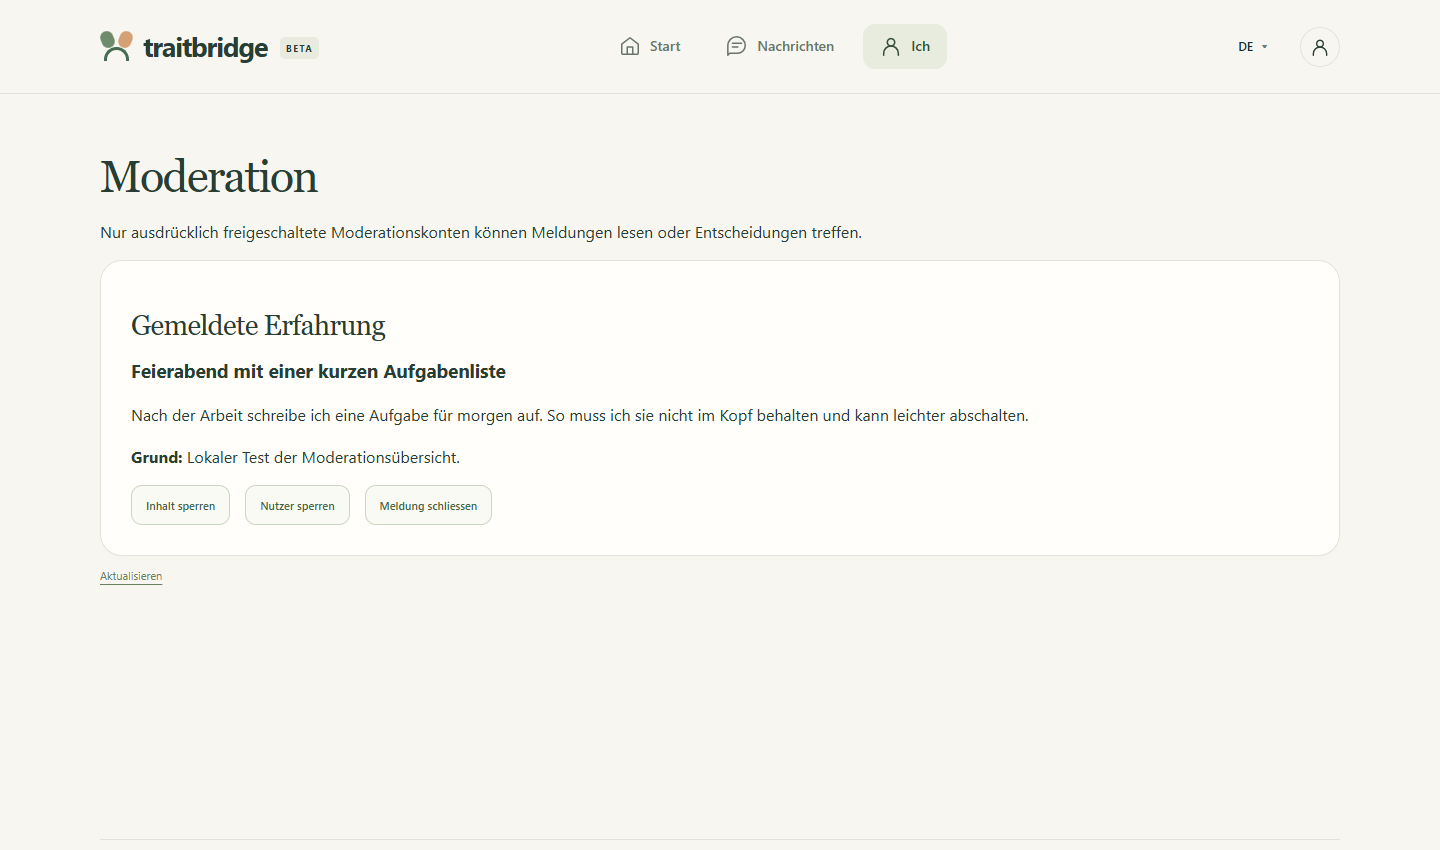 traitbridge BETA
Start
Nachrichten
Ich
DE
Moderation
Nur ausdrücklich freigeschaltete Moderationskonten können Meldungen lesen oder Entscheidungen treffen.
Gemeldete Erfahrung
Feierabend mit einer kurzen Aufgabenliste
Nach der Arbeit schreibe ich eine Aufgabe für morgen auf. So muss ich sie nicht im Kopf behalten und kann leichter abschalten.
Grund: Lokaler Test der Moderationsübersicht.
Inhalt sperren
Nutzer sperren
Meldung schliessen
Aktualisieren